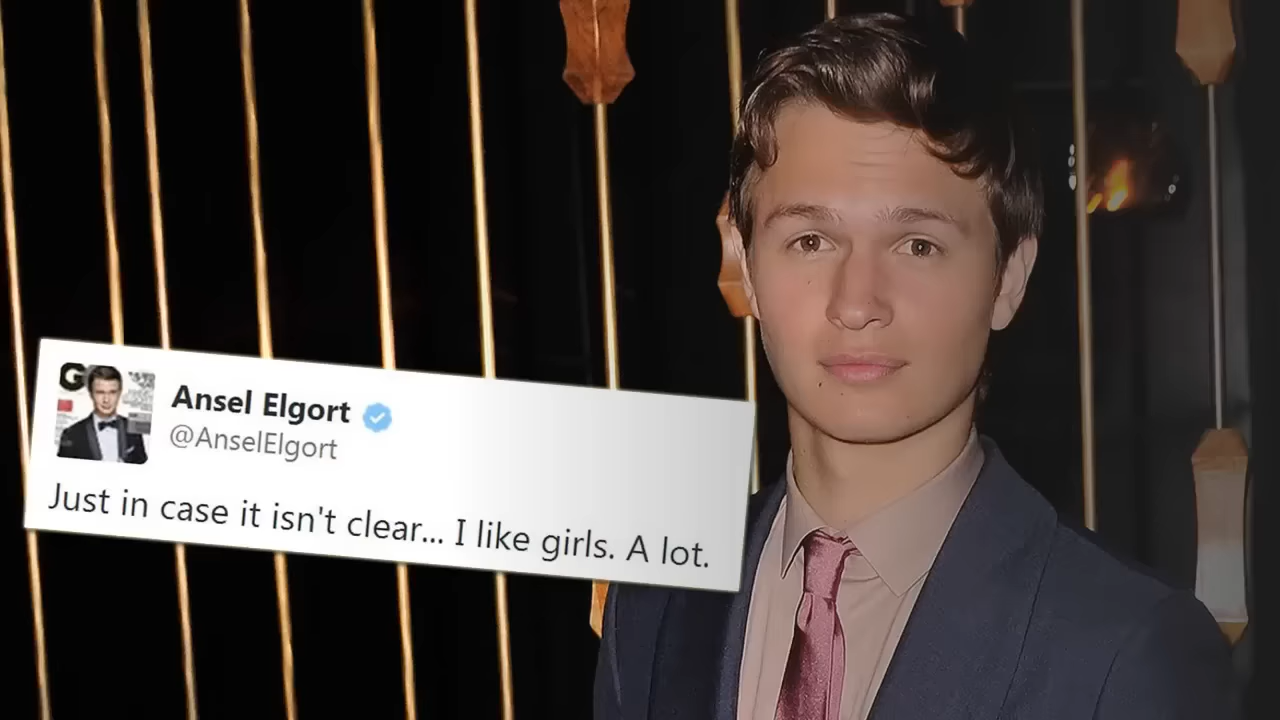 Ansel Elgort
@AnselElgort
Just in case it isn't clear... I like girls. A lot.